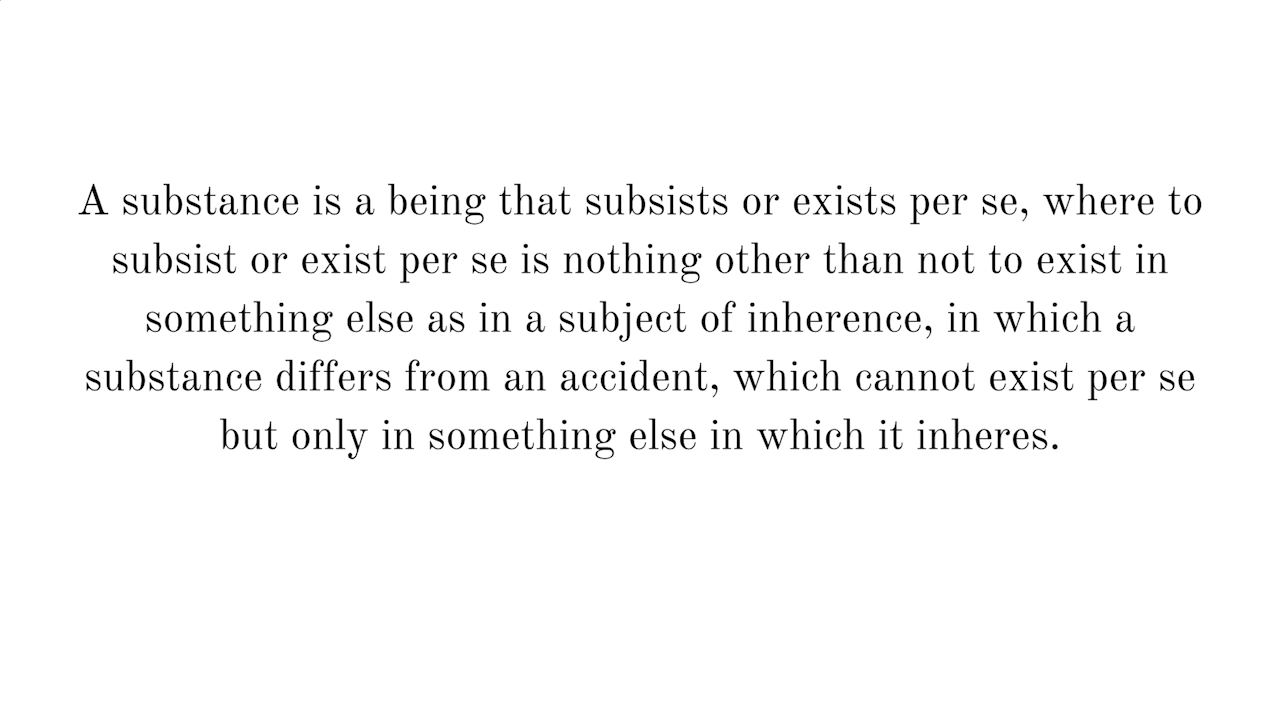 A substance is a being that subsists or exists per se, where to
subsist or exist per se is nothing other than not to exist in
something else as in a subject of inherence, in which a
substance differs from an accident, which cannot exist per se
but only in something else in which it inheres.